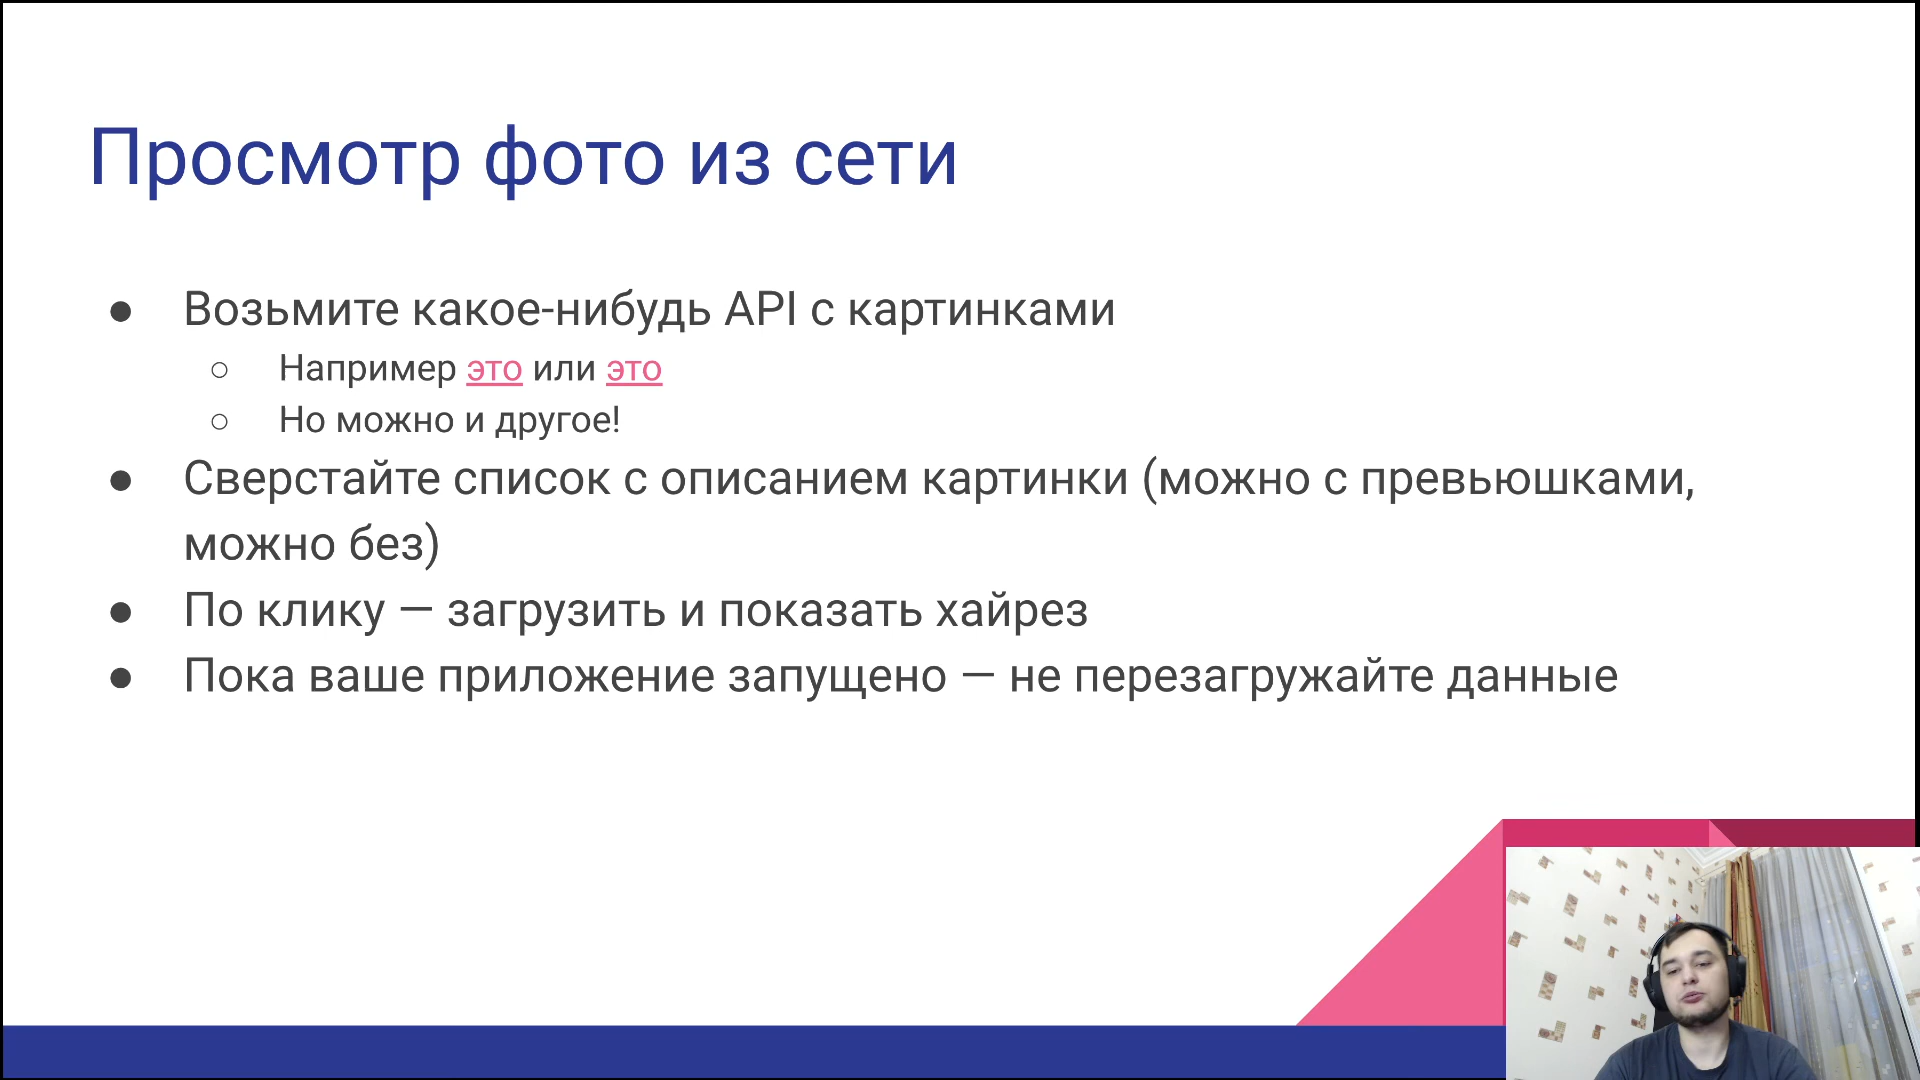 Просмотр фото из сети
● Возьмите какое-нибудь API с картинками
○ Например это или это
○ Но можно и другое!
● Сверстайте список с описанием картинки (можно с превьюшками,
можно без)
● По клику — загрузить и показать хайрез
● Пока ваше приложение запущено — не перезагружайте данные